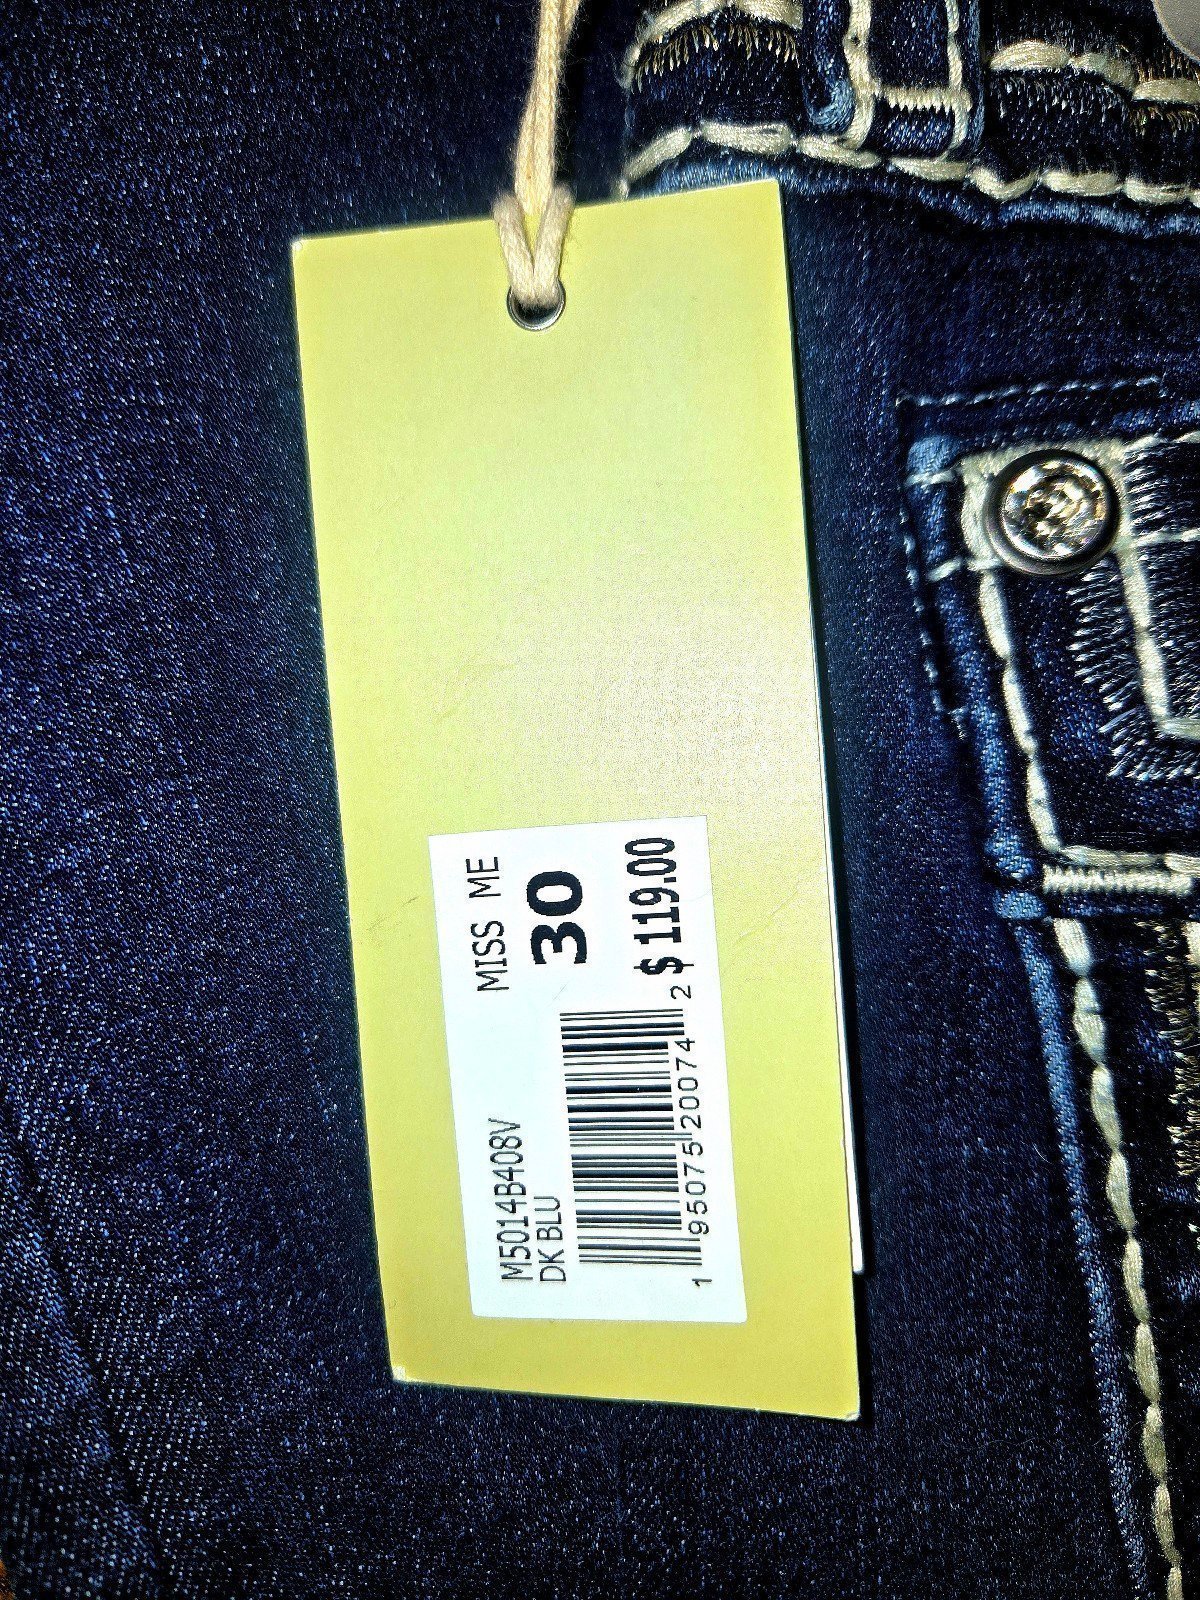 MISS ME
30
$ 119.00
M5014B408V
DK BLU
1 95075 20074 2